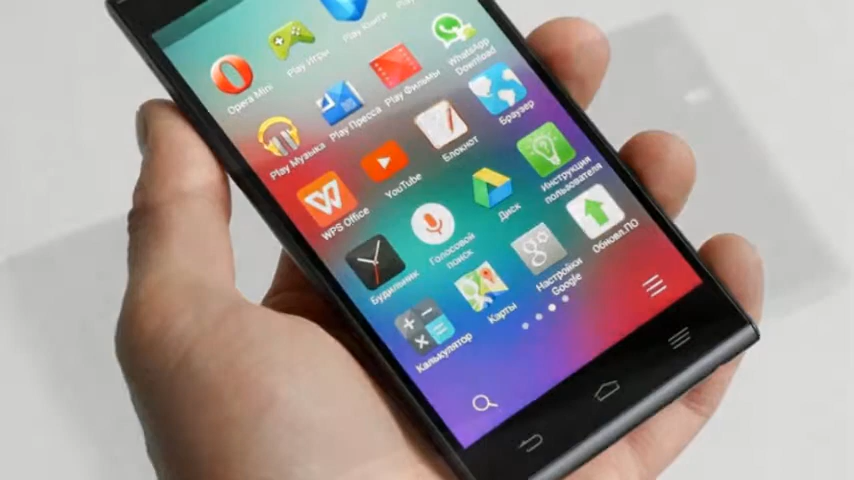 Opera Mini
Play Игры
Play Книги
Play
Play Музыка
Play Пресса
Play Фильмы
WhatsApp
Download
WPS Office
YouTube
Блокнот
Браузер
Будильник
Голосовой
поиск
Диск
Инструкция
пользователя
Калькулятор
Карты
Настройки
Google
Обновл.ПО